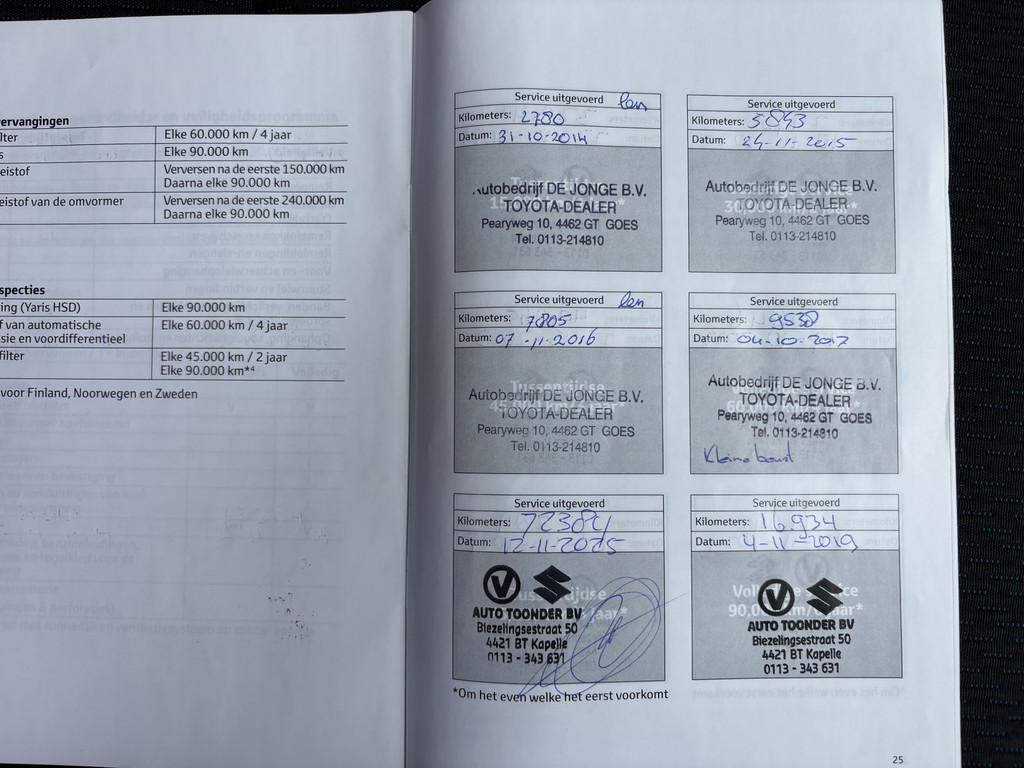 ervangingen
lter Elke 60.000 km / 4 jaar
s Elke 90.000 km
eistof Verversen na de eerste 150.000 km
Daarna elke 90.000 km
eistof van de omvormer Verversen na de eerste 240.000 km
Daarna elke 90.000 km
specties
ing (Yaris HSD) Elke 90.000 km
f van automatische Elke 60.000 km / 4 jaar
sie en voordifferentieel
filter Elke 45.000 km / 2 jaar
Elke 90.000 km*4
voor Finland, Noorwegen en Zweden
Service uitgevoerd
Kilometers: 2780
Datum: 31-10-2014
Autobedrijf DE JONGE B.V.
TOYOTA-DEALER
Pearyweg 10, 4462 GT GOES
Tel. 0113-214810
Service uitgevoerd
Kilometers: 5843
Datum: 24-11-2015
Autobedrijf DE JONGE B.V.
TOYOTA-DEALER
Pearyweg 10, 4462 GT GOES
Tel. 0113-214810
Service uitgevoerd
Kilometers: 7805
Datum: 07-11-2016
Tussentijdse
Autobedrijf DE JONGE B.V.
TOYOTA-DEALER
Pearyweg 10, 4462 GT GOES
Tel. 0113-214810
Service uitgevoerd
Kilometers: 9538
Datum: 04-10-2017
Autobedrijf DE JONGE B.V.
TOYOTA-DEALER
Pearyweg 10, 4462 GT GOES
Tel. 0113-214810
Kleine beurt
Service uitgevoerd
Kilometers: 72384
Datum: 12-11-2025
AUTO TOONDER BV
Biezelingsestraat 50
4421 BT Kapelle
0113 - 343 631
Service uitgevoerd
Kilometers: 16.934
Datum: 4-11-2019
AUTO TOONDER BV
Biezelingsestraat 50
4421 BT Kapelle
0113 - 343 631
*Om het even welke het eerst voorkomt
25